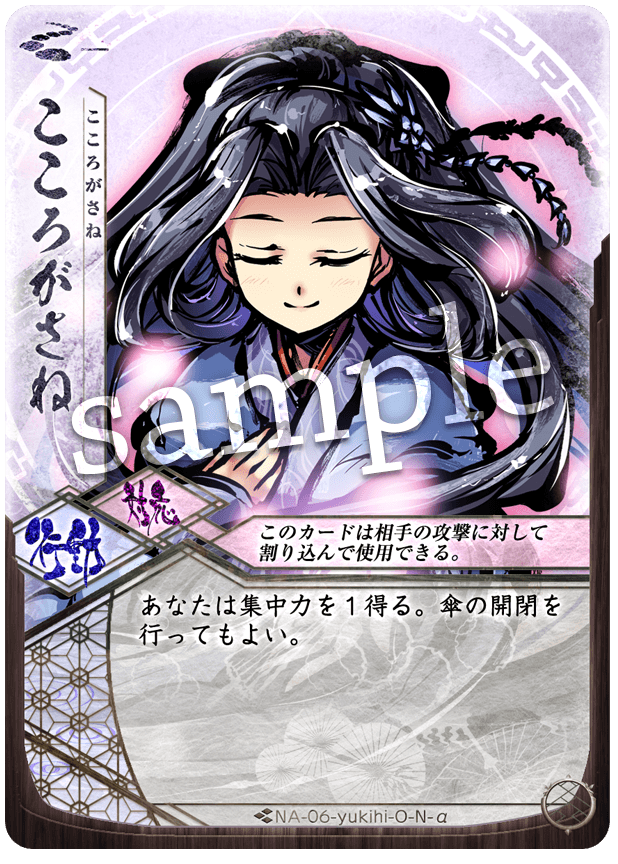 こころがさね
こころがさね
sample
対応
行動
このカードは相手の攻撃に対して
割り込んで使用できる。
あなたは集中力を1得る。傘の開閉を
行ってもよい。
NA-06-yukihi-O-N-α